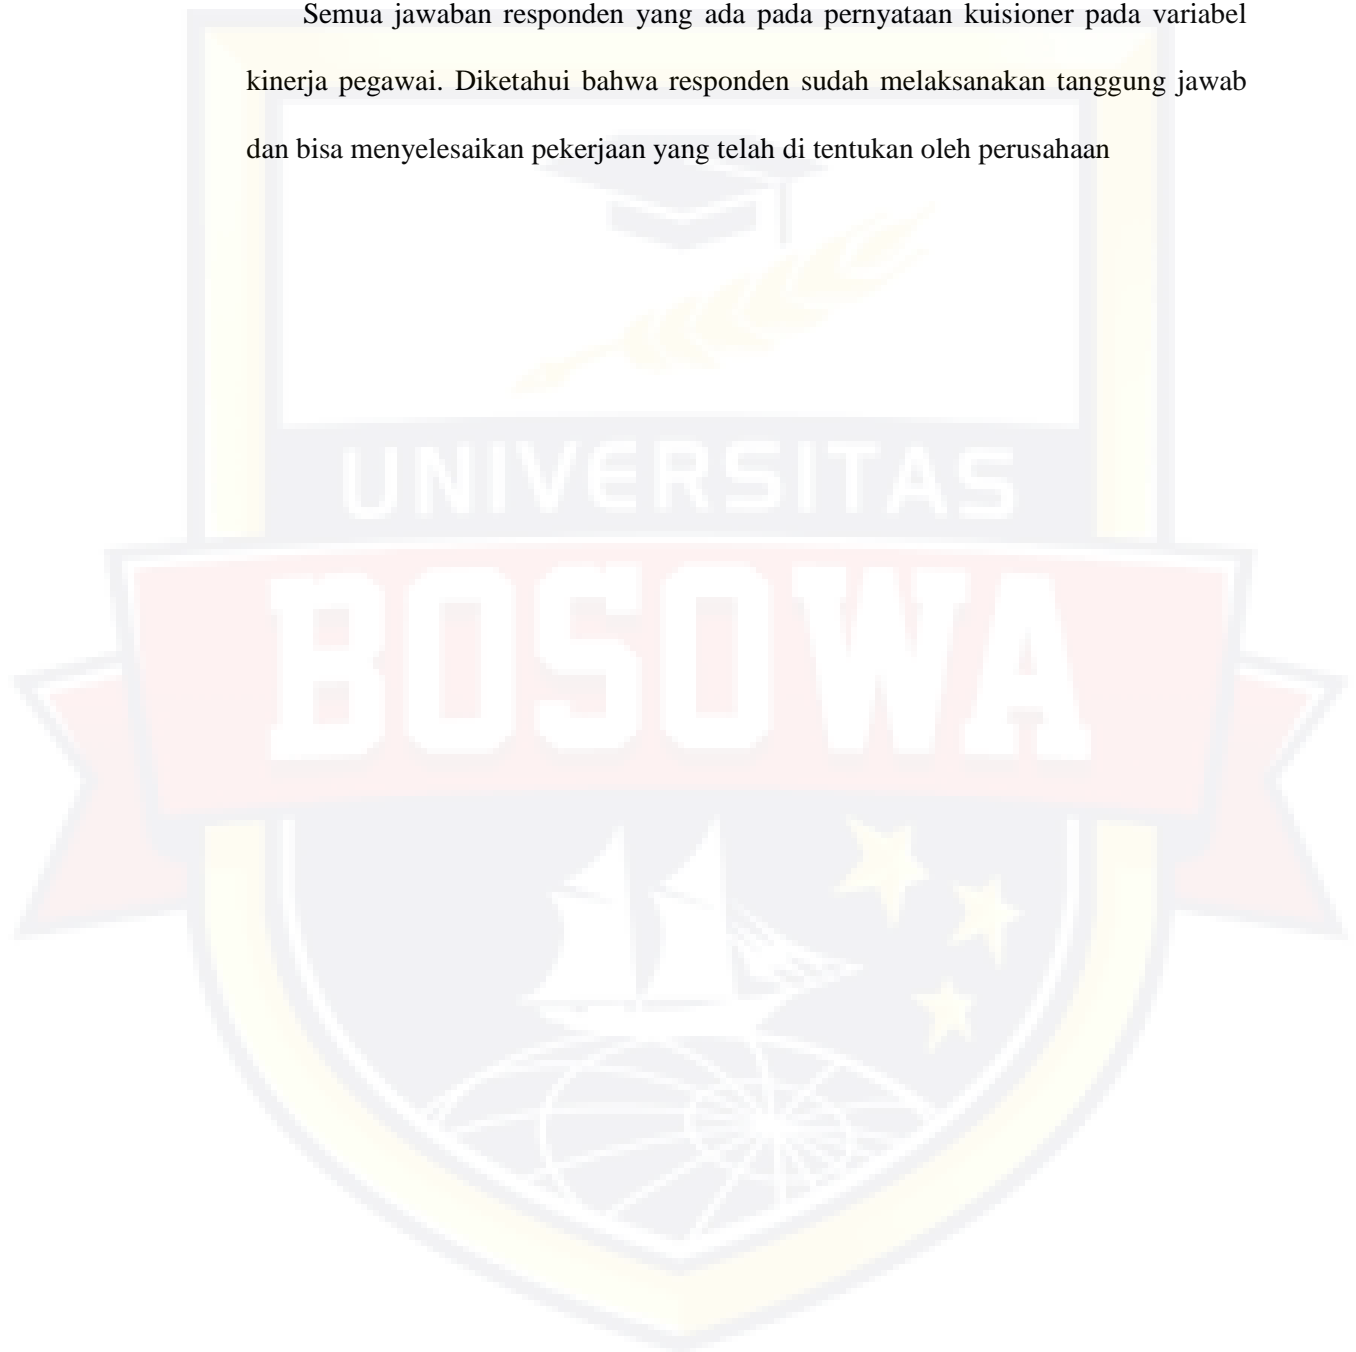 Semua jawaban responden yang ada pada pernyataan kuisioner pada variabel
kinerja pegawai. Diketahui bahwa responden sudah melaksanakan tanggung jawab
dan bisa menyelesaikan pekerjaan yang telah di tentukan oleh perusahaan
UNIVERSITAS
BOSOWA